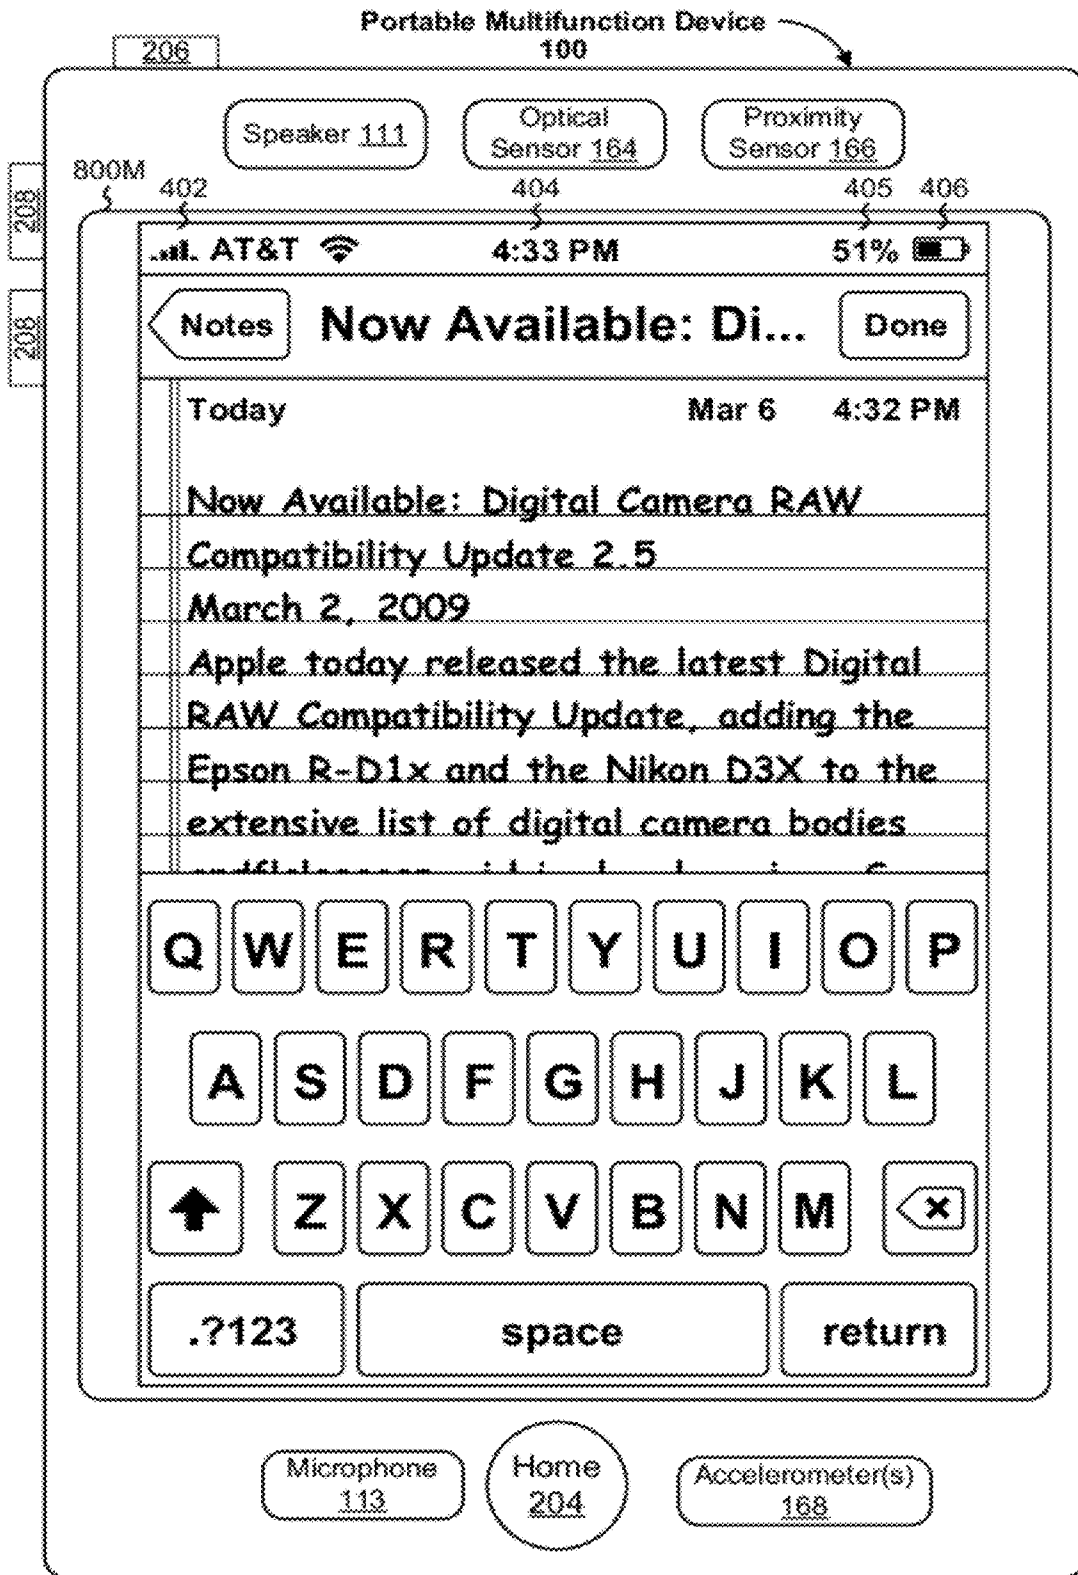 Portable Multifunction Device
100
206
Speaker 111
Optical
Sensor 164
Proximity
Sensor 166
208
208
800M
402
404
405
406
AT&T 4:33 PM 51%
Notes Now Available: Di... Done
Today Mar 6 4:32 PM
Now Available: Digital Camera RAW
Compatibility Update 2.5
March 2, 2009
Apple today released the latest Digital
RAW Compatibility Update, adding the
Epson R-D1x and the Nikon D3X to the
extensive list of digital camera bodies
Q W E R T Y U I O P
A S D F G H J K L
Z X C V B N M
.?123 space return
Microphone
113
Home
204
Accelerometer(s)
168